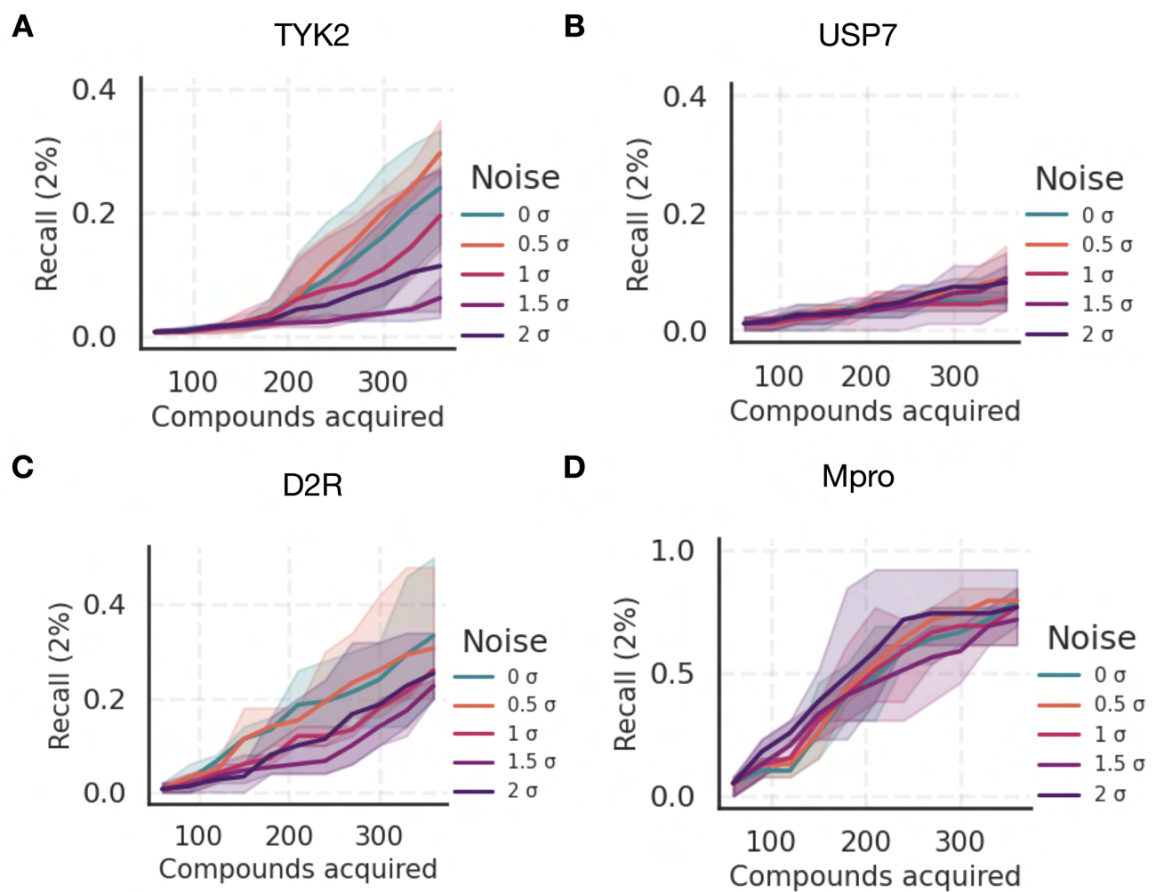 A
TYK2
Recall (2%)
0.4
0.2
0.0
100 200 300
Compounds acquired
Noise
0 σ
0.5 σ
1 σ
1.5 σ
2 σ
B
USP7
Recall (2%)
0.4
0.2
0.0
100 200 300
Compounds acquired
Noise
0 σ
0.5 σ
1 σ
1.5 σ
2 σ
C
D2R
Recall (2%)
0.4
0.2
0.0
100 200 300
Compounds acquired
Noise
0 σ
0.5 σ
1 σ
1.5 σ
2 σ
D
Mpro
Recall (2%)
1.0
0.5
0.0
100 200 300
Compounds acquired
Noise
0 σ
0.5 σ
1 σ
1.5 σ
2 σ